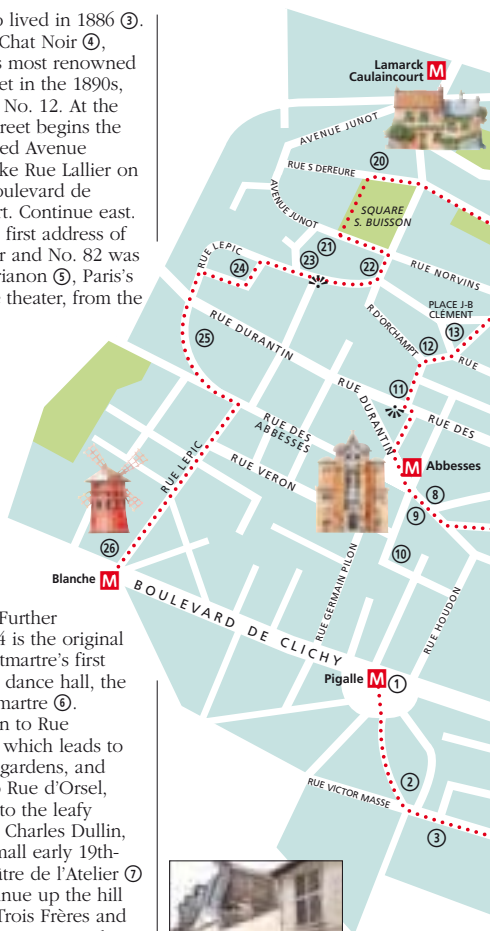 o lived in 1886 ③.
Chat Noir ④,
s most renowned
et in the 1890s,
No. 12. At the
treet begins the
ed Avenue
ke Rue Lallier on
oulevard de
rt. Continue east.
first address of
r and No. 82 was
rianon ⑤, Paris's
e theater, from the
Further
4 is the original
tmartre's first
dance hall, the
martre ⑥.
n to Rue
which leads to
gardens, and
Rue d'Orsel,
to the leafy
Charles Dullin,
mall early 19th-
âtre de l'Atelier ⑦
inue up the hill
Trois Frères and
Lamarck
Caulaincourt M
AVENUE JUNOT
RUE S DEREURE
⑳
AVENUE JUNOT
SQUARE
S. BUISSON
RUE LEPIC
㉑
㉓
㉒
㉔
RUE NORVINS
PLACE J-B
CLÉMENT
R D'ORCHAMPT
⑬
⑫
RUE
㉕
RUE DURANTIN
⑪
RUE DURANTIN
RUE DES
RUE DES
ABBESSES
M Abbesses
RUE VERON
RUE LEPIC
⑧
⑨
⑩
㉖
Blanche M
RUE GERMAIN PILON
RUE HOUDON
BOULEVARD DE CLICHY
Pigalle M ①
②
RUE VICTOR MASSE
③